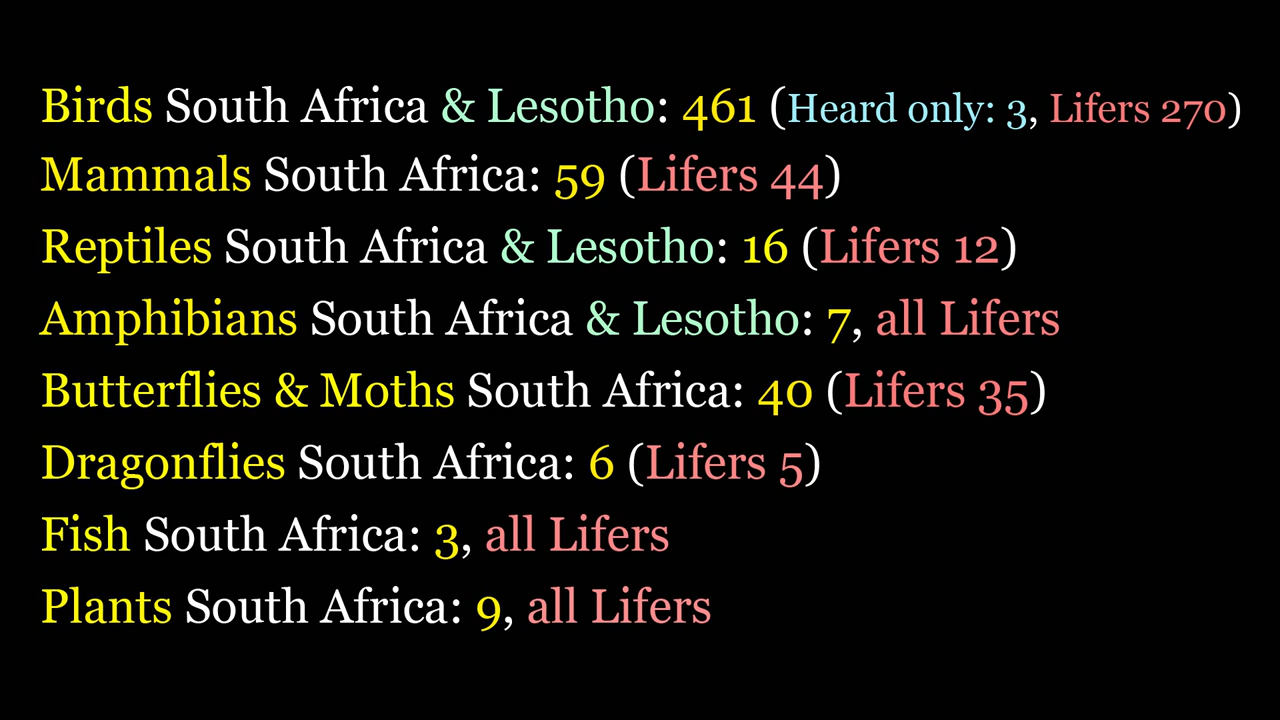 Birds South Africa & Lesotho: 461 (Heard only: 3, Lifers 270)
Mammals South Africa: 59 (Lifers 44)
Reptiles South Africa & Lesotho: 16 (Lifers 12)
Amphibians South Africa & Lesotho: 7, all Lifers
Butterflies & Moths South Africa: 40 (Lifers 35)
Dragonflies South Africa: 6 (Lifers 5)
Fish South Africa: 3, all Lifers
Plants South Africa: 9, all Lifers